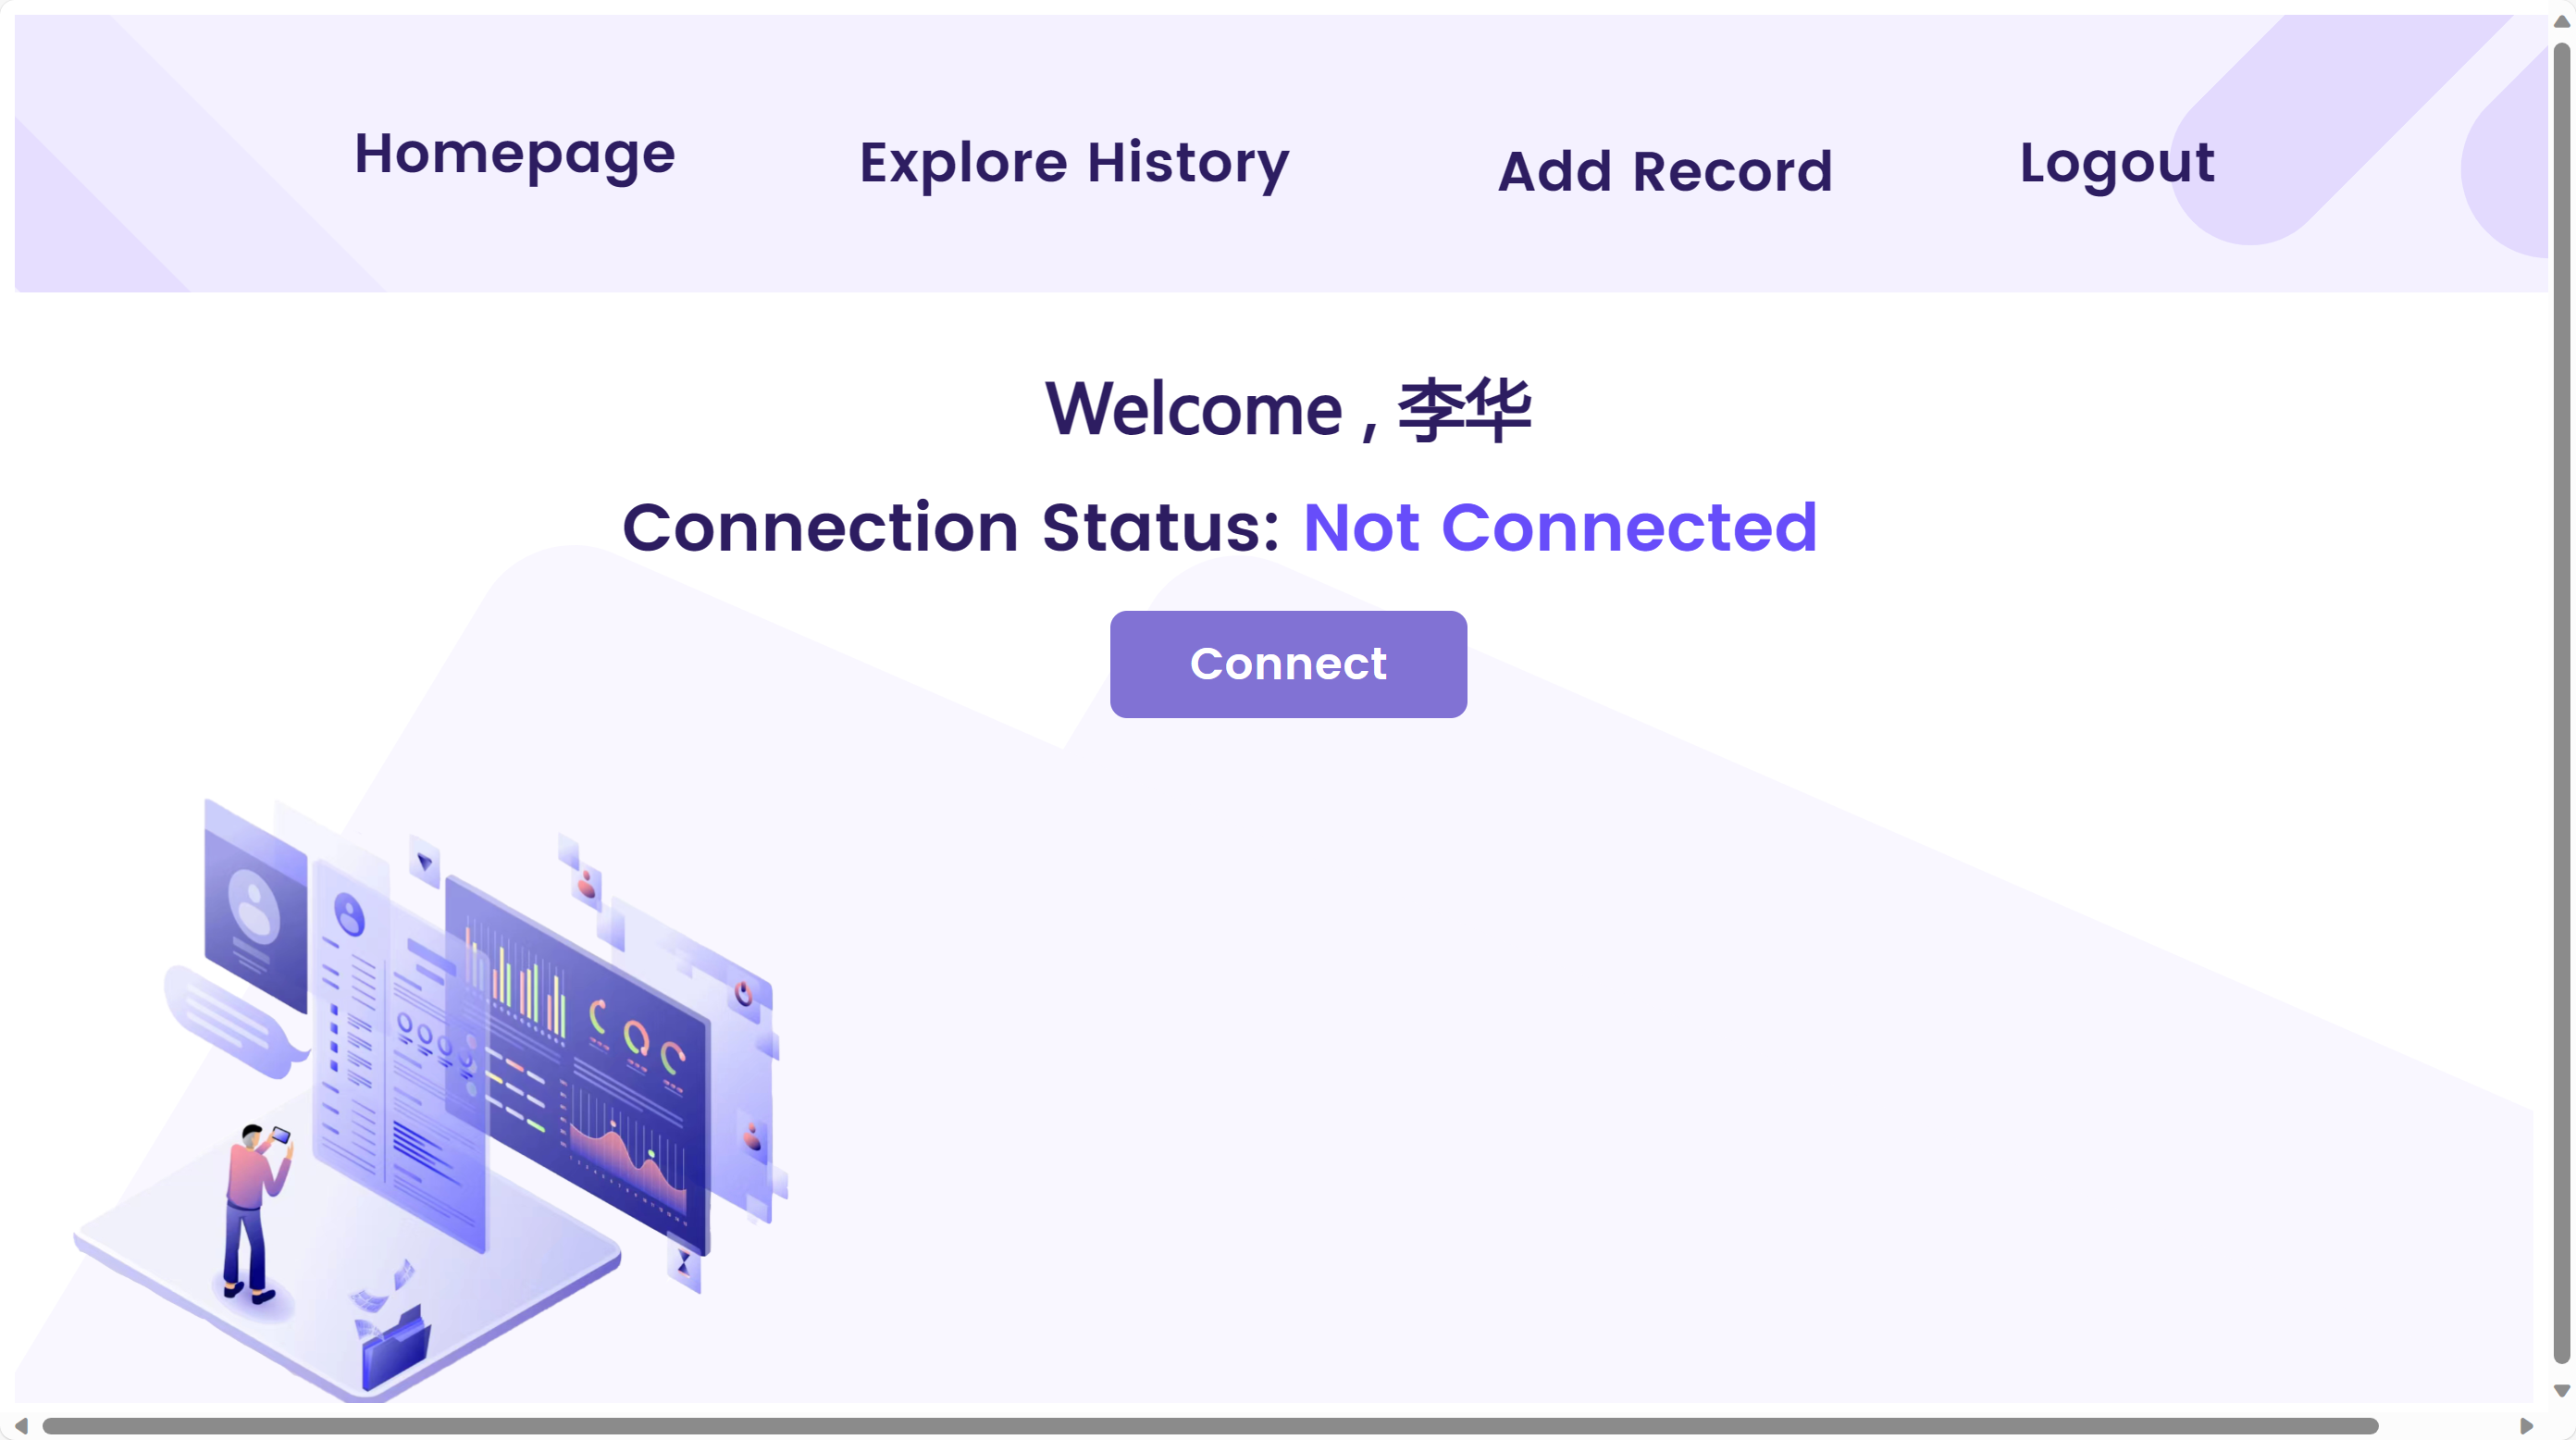 Homepage Explore History Add Record Logout
Welcome , 李华
Connection Status: Not Connected
Connect